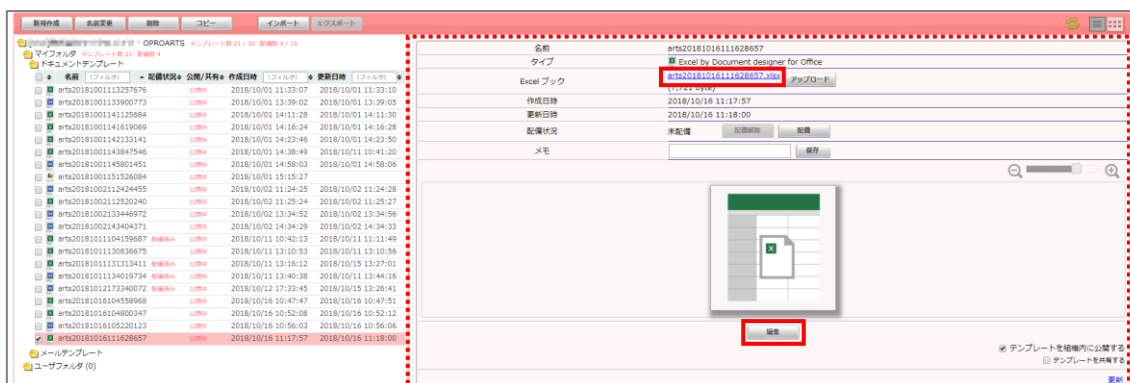 新規作成 名前変更 削除 コピー インポート エクスポート
OPROARTS テンプレート数 21 / 30 配備数 4 / 15
マイフォルダ テンプレート数 21 配備数 4
ドキュメントテンプレート
名前 (フィルタ) 配備状況 公開/共有 作成日時 (フィルタ) 更新日時 (フィルタ)
arts20181001113257676 公開中 2018/10/01 11:33:07 2018/10/01 11:33:10
arts20181001133900773 公開中 2018/10/01 13:39:02 2018/10/01 13:39:05
arts20181001141125684 公開中 2018/10/01 14:11:28 2018/10/01 14:11:30
arts20181001141619069 公開中 2018/10/01 14:16:24 2018/10/01 14:16:28
arts20181001142133141 公開中 2018/10/01 14:23:46 2018/10/01 14:23:50
arts20181001143847546 公開中 2018/10/01 14:38:49 2018/10/11 10:41:20
arts20181001145801451 公開中 2018/10/01 14:58:03 2018/10/01 14:58:06
arts20181001151526084 公開中 2018/10/01 15:15:27
arts20181002112424455 公開中 2018/10/02 11:24:25 2018/10/02 11:24:28
arts20181002112520240 公開中 2018/10/02 11:25:24 2018/10/02 11:25:27
arts20181002133446972 公開中 2018/10/02 13:34:52 2018/10/02 13:34:56
arts20181002143404371 公開中 2018/10/02 14:34:29 2018/10/02 14:34:33
arts20181011104159687 配備済み 公開中 2018/10/11 10:42:13 2018/10/11 11:11:49
arts20181011130836675 公開中 2018/10/11 13:10:53 2018/10/11 13:10:56
arts20181011131313411 配備済み 公開中 2018/10/11 13:16:12 2018/10/15 13:27:01
arts20181011134019734 配備済み 公開中 2018/10/11 13:40:38 2018/10/11 13:44:16
arts20181012173340072 配備済み 公開中 2018/10/12 17:33:45 2018/10/15 13:26:41
arts20181016104558968 公開中 2018/10/16 10:47:47 2018/10/16 10:47:51
arts20181016104800347 公開中 2018/10/16 10:52:08 2018/10/16 10:52:12
arts20181016105220123 公開中 2018/10/16 10:56:03 2018/10/16 10:56:06
arts20181016111628657 公開中 2018/10/16 11:17:57 2018/10/16 11:18:00
メールテンプレート
ユーザフォルダ (0)
名前 arts20181016111628657
タイプ Excel by Document designer for Office
Excel ブック arts20181016111628657.xlsx アップロード
(7,721 byte)
作成日時 2018/10/16 11:17:57
更新日時 2018/10/16 11:18:00
配備状況 未配備 配備解除 配備
メモ 保存
編集
テンプレートを組織内に公開する
テンプレートを共有する
更新